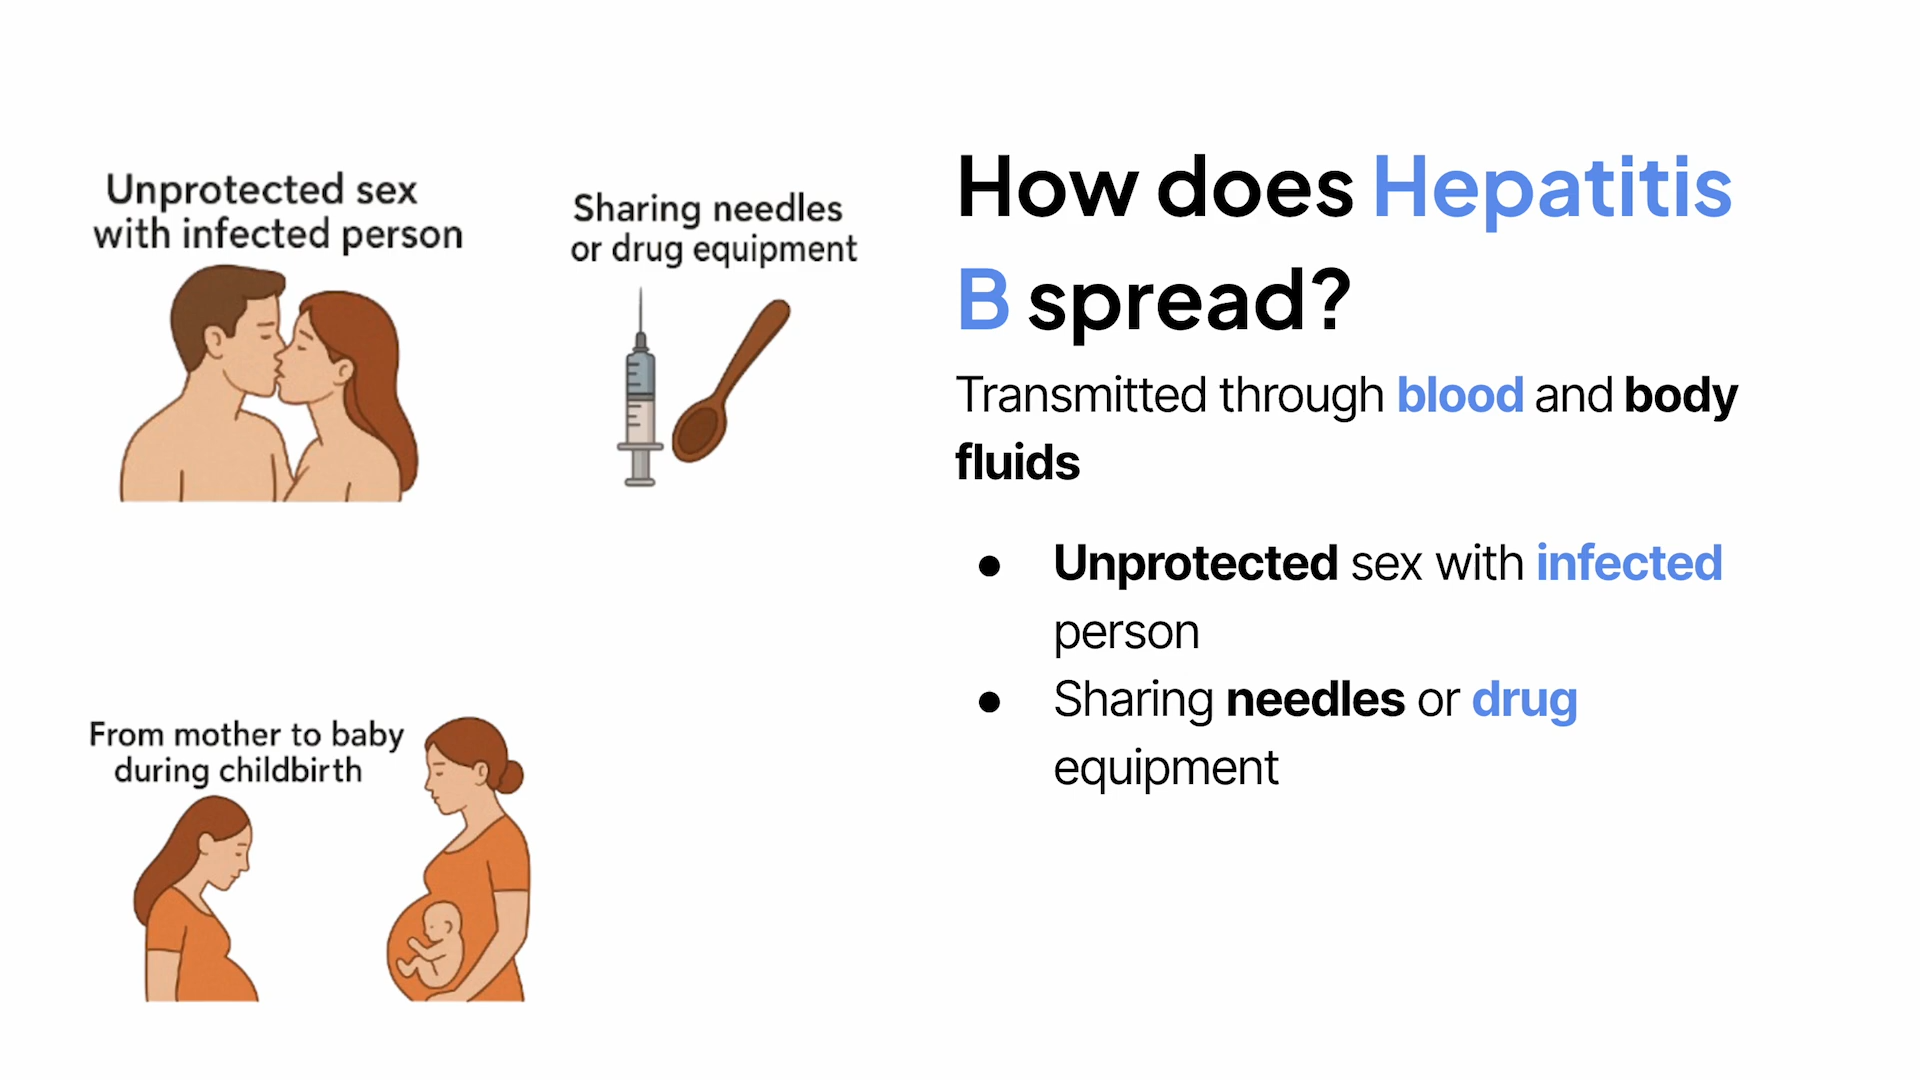 Unprotected sex
with infected person
Sharing needles
or drug equipment
From mother to baby
during childbirth
How does Hepatitis
B spread?
Transmitted through blood and body
fluids
● Unprotected sex with infected
person
● Sharing needles or drug
equipment